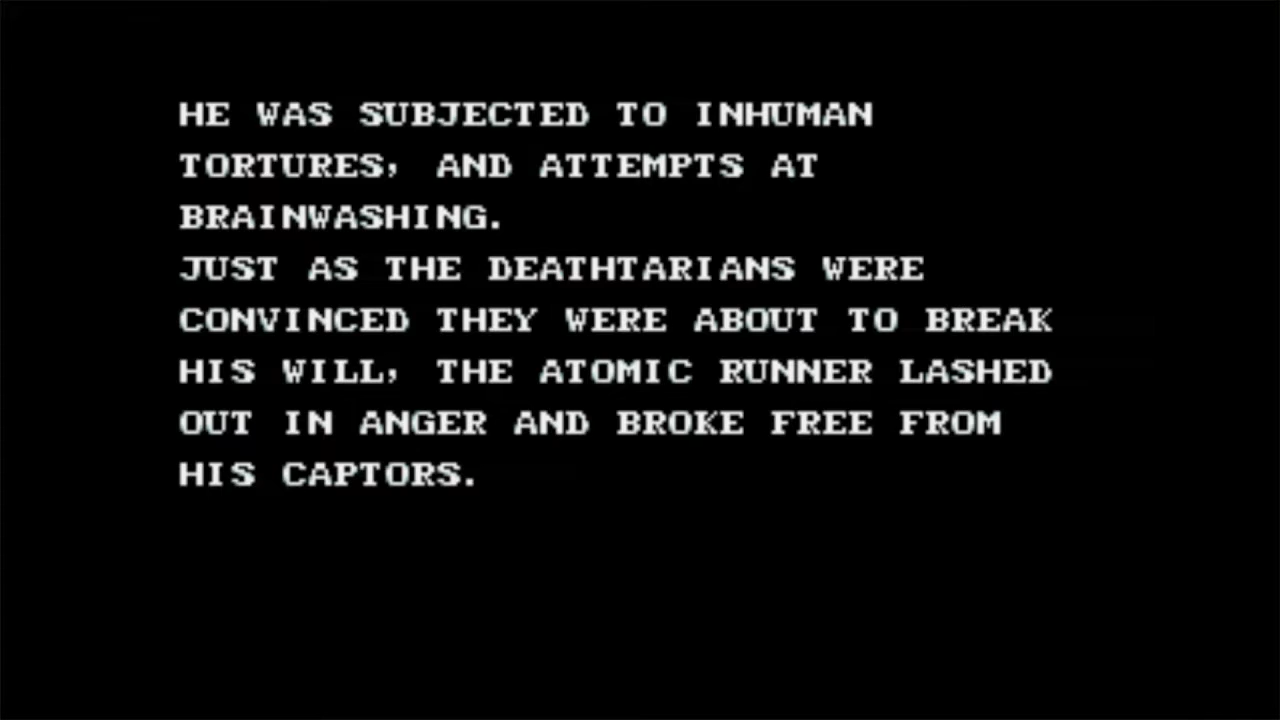 HE WAS SUBJECTED TO INHUMAN
TORTURES, AND ATTEMPTS AT
BRAINWASHING.
JUST AS THE DEATHTARIANS WERE
CONVINCED THEY WERE ABOUT TO BREAK
HIS WILL, THE ATOMIC RUNNER LASHED
OUT IN ANGER AND BROKE FREE FROM
HIS CAPTORS.